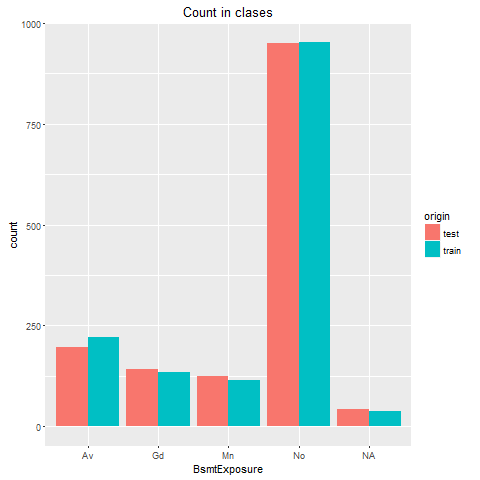 Count in clases
1000
750
500
250
0
count
Av Gd Mn No NA
BsmtExposure
origin
test
train